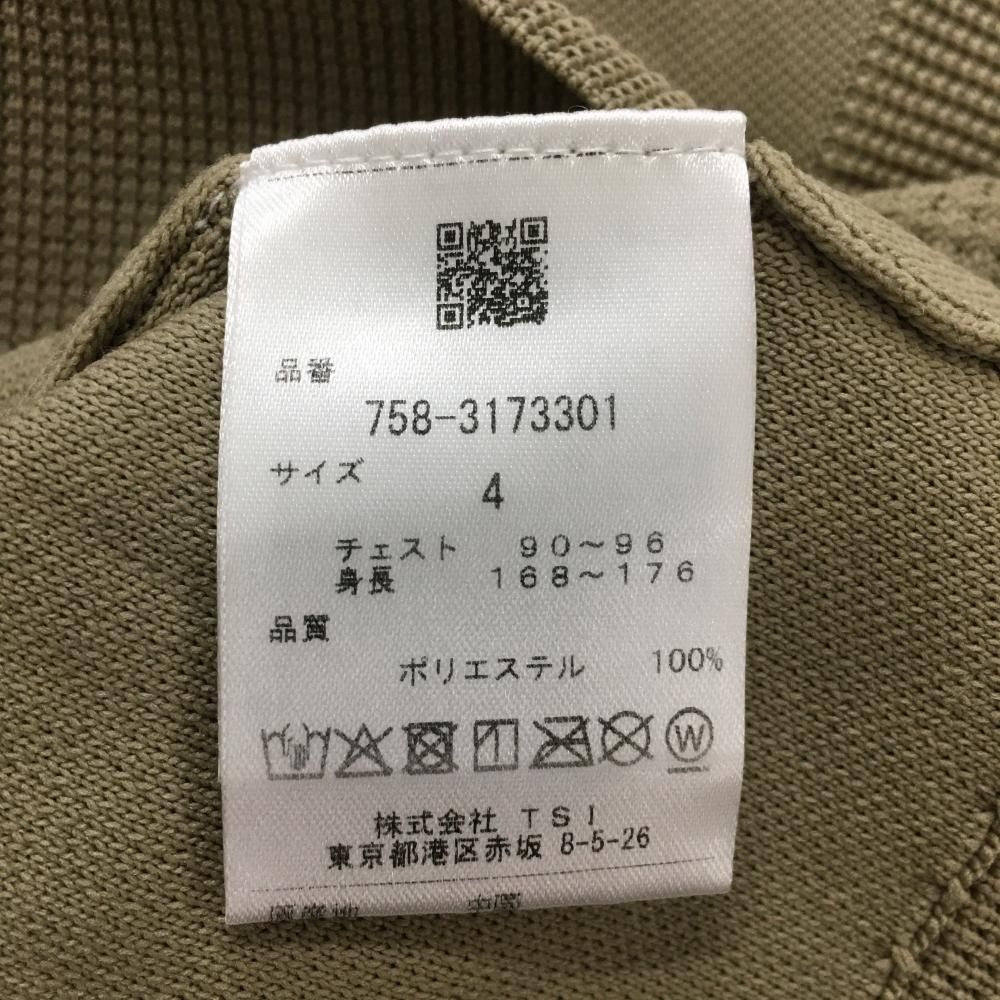 品番
758-3173301
サイズ
4
チェスト 90～96
身長 168～176
品質
ポリエステル 100%
W
株式会社 TSI
東京都港区赤坂 8-5-26